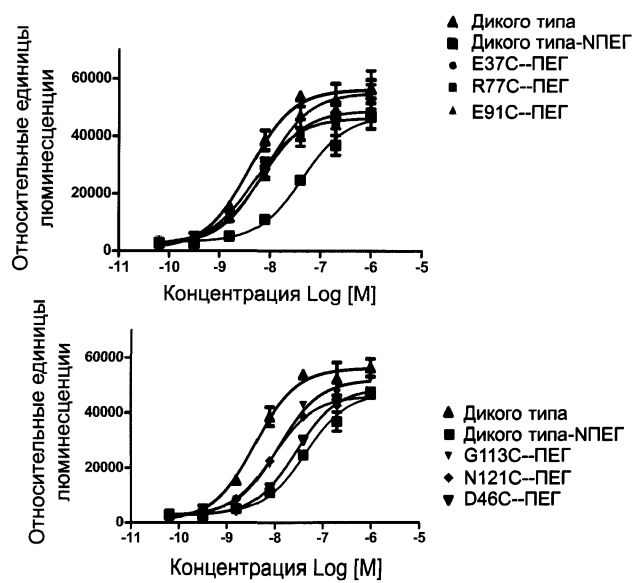 Дикого типа
Дикого типа-NПЕГ
E37C--ПЕГ
R77C--ПЕГ
E91C--ПЕГ
Относительные единицы
люминесценции
60000
40000
20000
0
-11 -10 -9 -8 -7 -6 -5
Концентрация Log [M]
Относительные единицы
люминесценции
60000
40000
20000
0
-11 -10 -9 -8 -7 -6 -5
Концентрация Log [M]
Дикого типа
Дикого типа-NПЕГ
G113C--ПЕГ
N121C--ПЕГ
D46C--ПЕГ